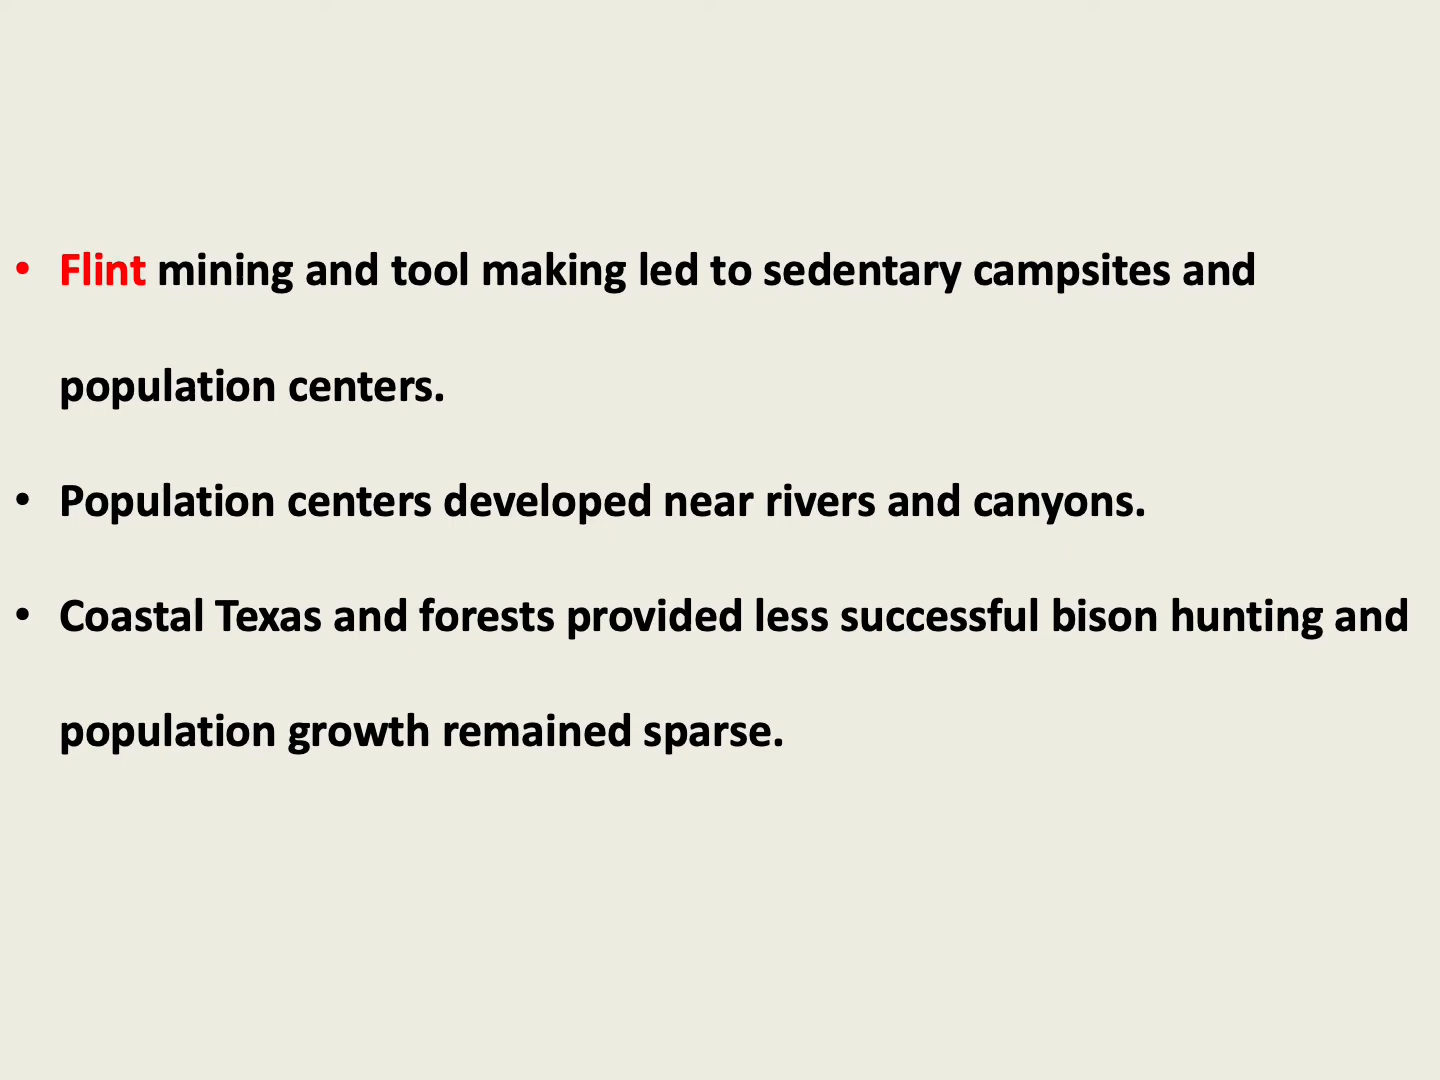 • Flint mining and tool making led to sedentary campsites and
population centers.
• Population centers developed near rivers and canyons.
• Coastal Texas and forests provided less successful bison hunting and
population growth remained sparse.